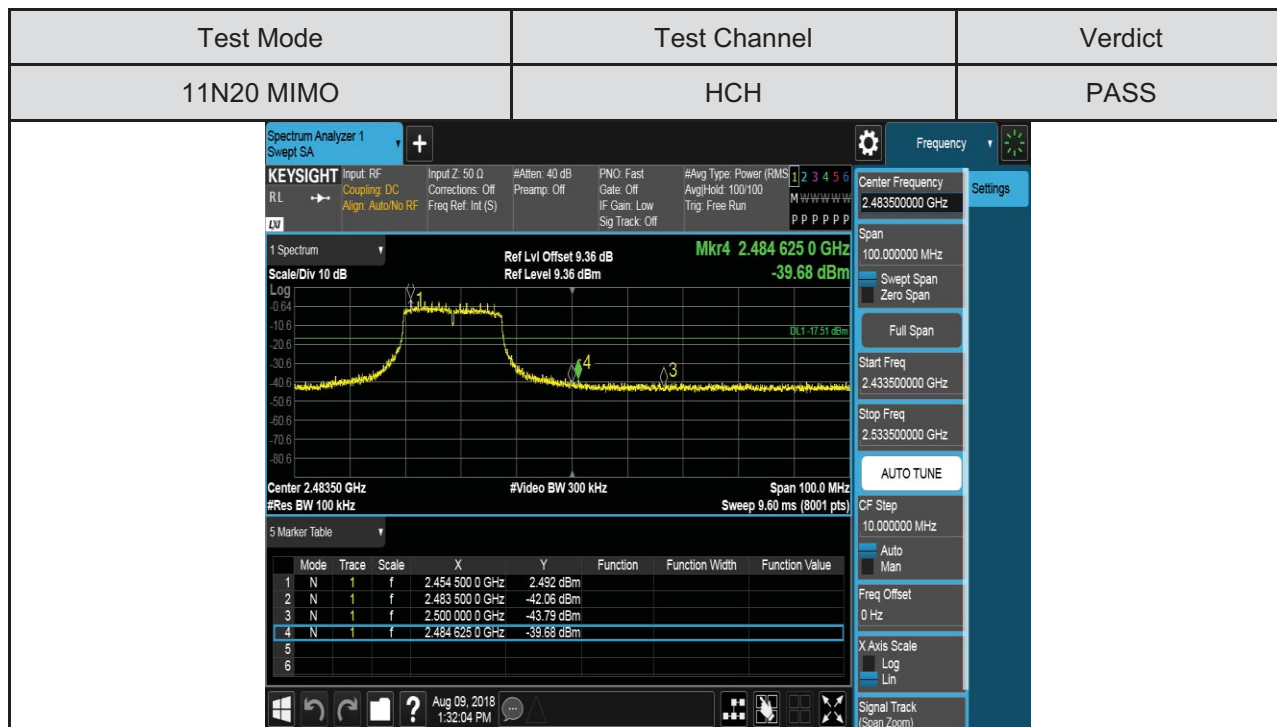 Test Mode Test Channel Verdict
11N20 MIMO HCH PASS
Spectrum Analyzer 1
Swept SA
+
Frequency
KEYSIGHT Input: RF Input Z: 50 Ω #Atten: 40 dB PNO: Fast #Avg Type: Power (RMS 1 2 3 4 5 6
RL Coupling: DC Corrections: Off Preamp: Off Gate: Off Avg|Hold: 100/100 M W W W W W
Align: Auto/No RF Freq Ref: Int (S) IF Gain: Low Trig: Free Run
Sig Track: Off P P P P P P
LXI
Center Frequency
2.483500000 GHz
Settings
Span
100.000000 MHz
Swept Span
Zero Span
Full Span
Start Freq
2.433500000 GHz
Stop Freq
2.533500000 GHz
AUTO TUNE
CF Step
10.000000 MHz
Auto
Man
Freq Offset
0 Hz
X Axis Scale
Log
Lin
Signal Track
(Span Zoom)
1 Spectrum
Scale/Div 10 dB
Ref Lvl Offset 9.36 dB
Ref Level 9.36 dBm
Mkr4 2.484 625 0 GHz
-39.68 dBm
Log
-0.64
-10.6
-20.6
-30.6
-40.6
-50.6
-60.6
-70.6
-80.6
1
DL1 -17.51 dBm
4
3
Center 2.48350 GHz #Video BW 300 kHz Span 100.0 MHz
#Res BW 100 kHz Sweep 9.60 ms (8001 pts)
5 Marker Table
Mode Trace Scale X Y Function Function Width Function Value
1 N 1 f 2.454 500 0 GHz 2.492 dBm
2 N 1 f 2.483 500 0 GHz -42.06 dBm
3 N 1 f 2.500 000 0 GHz -43.79 dBm
4 N 1 f 2.484 625 0 GHz -39.68 dBm
5
6
?
Aug 09, 2018
1:32:04 PM